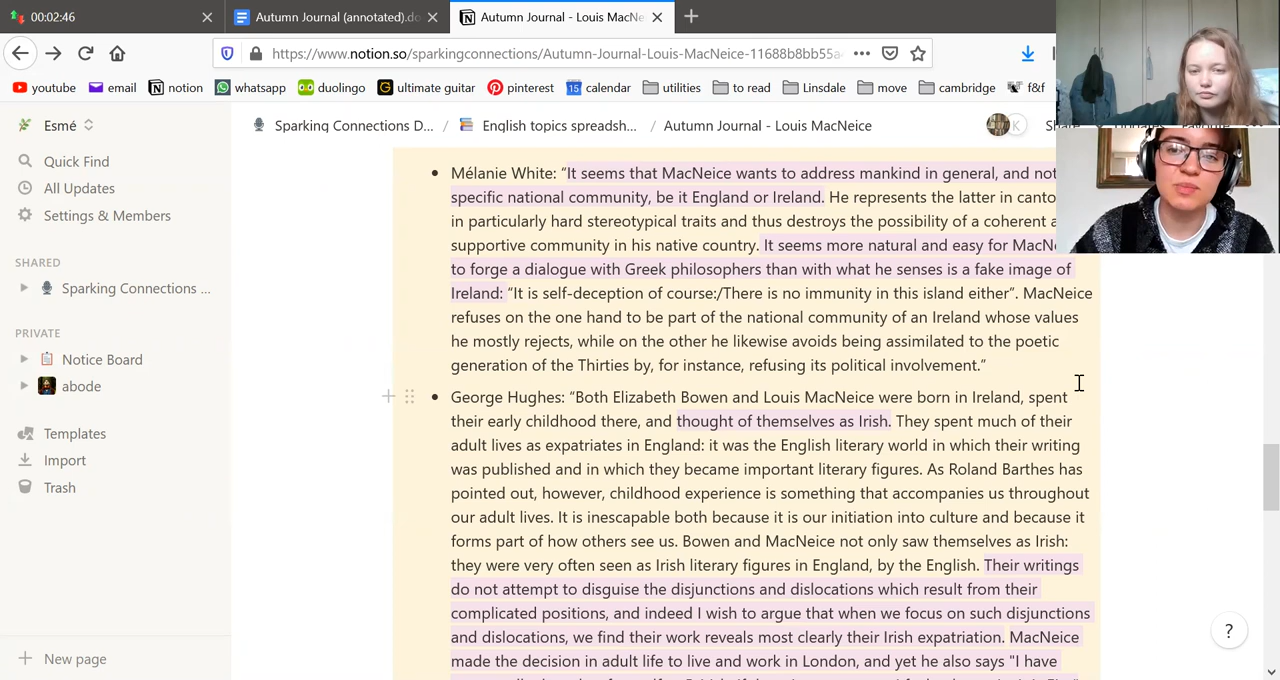 00:02:46
Autumn Journal (annotated).do
Autumn Journal - Louis MacNe
https://www.notion.so/sparkingconnections/Autumn-Journal-Louis-MacNeice-11688b8bb55a
youtube
email
notion
whatsapp
duolingo
ultimate guitar
pinterest
calendar
utilities
to read
Linsdale
move
cambridge
f&f
Esmé
Sparking Connections D... / English topics spreadsh... / Autumn Journal - Louis MacNeice
K
Quick Find
All Updates
Settings & Members
SHARED
Sparking Connections ...
PRIVATE
Notice Board
abode
Templates
Import
Trash
New page
Mélanie White: “It seems that MacNeice wants to address mankind in general, and not
specific national community, be it England or Ireland. He represents the latter in canto
in particularly hard stereotypical traits and thus destroys the possibility of a coherent a
supportive community in his native country. It seems more natural and easy for MacN
to forge a dialogue with Greek philosophers than with what he senses is a fake image of
Ireland: “It is self-deception of course:/There is no immunity in this island either“. MacNeice
refuses on the one hand to be part of the national community of an Ireland whose values
he mostly rejects, while on the other he likewise avoids being assimilated to the poetic
generation of the Thirties by, for instance, refusing its political involvement.”
George Hughes: “Both Elizabeth Bowen and Louis MacNeice were born in Ireland, spent
their early childhood there, and thought of themselves as Irish. They spent much of their
adult lives as expatriates in England: it was the English literary world in which their writing
was published and in which they became important literary figures. As Roland Barthes has
pointed out, however, childhood experience is something that accompanies us throughout
our adult lives. It is inescapable both because it is our initiation into culture and because it
forms part of how others see us. Bowen and MacNeice not only saw themselves as Irish:
they were very often seen as Irish literary figures in England, by the English. Their writings
do not attempt to disguise the disjunctions and dislocations which result from their
complicated positions, and indeed I wish to argue that when we focus on such disjunctions
and dislocations, we find their work reveals most clearly their Irish expatriation. MacNeice
made the decision in adult life to live and work in London, and yet he also says "I have
?